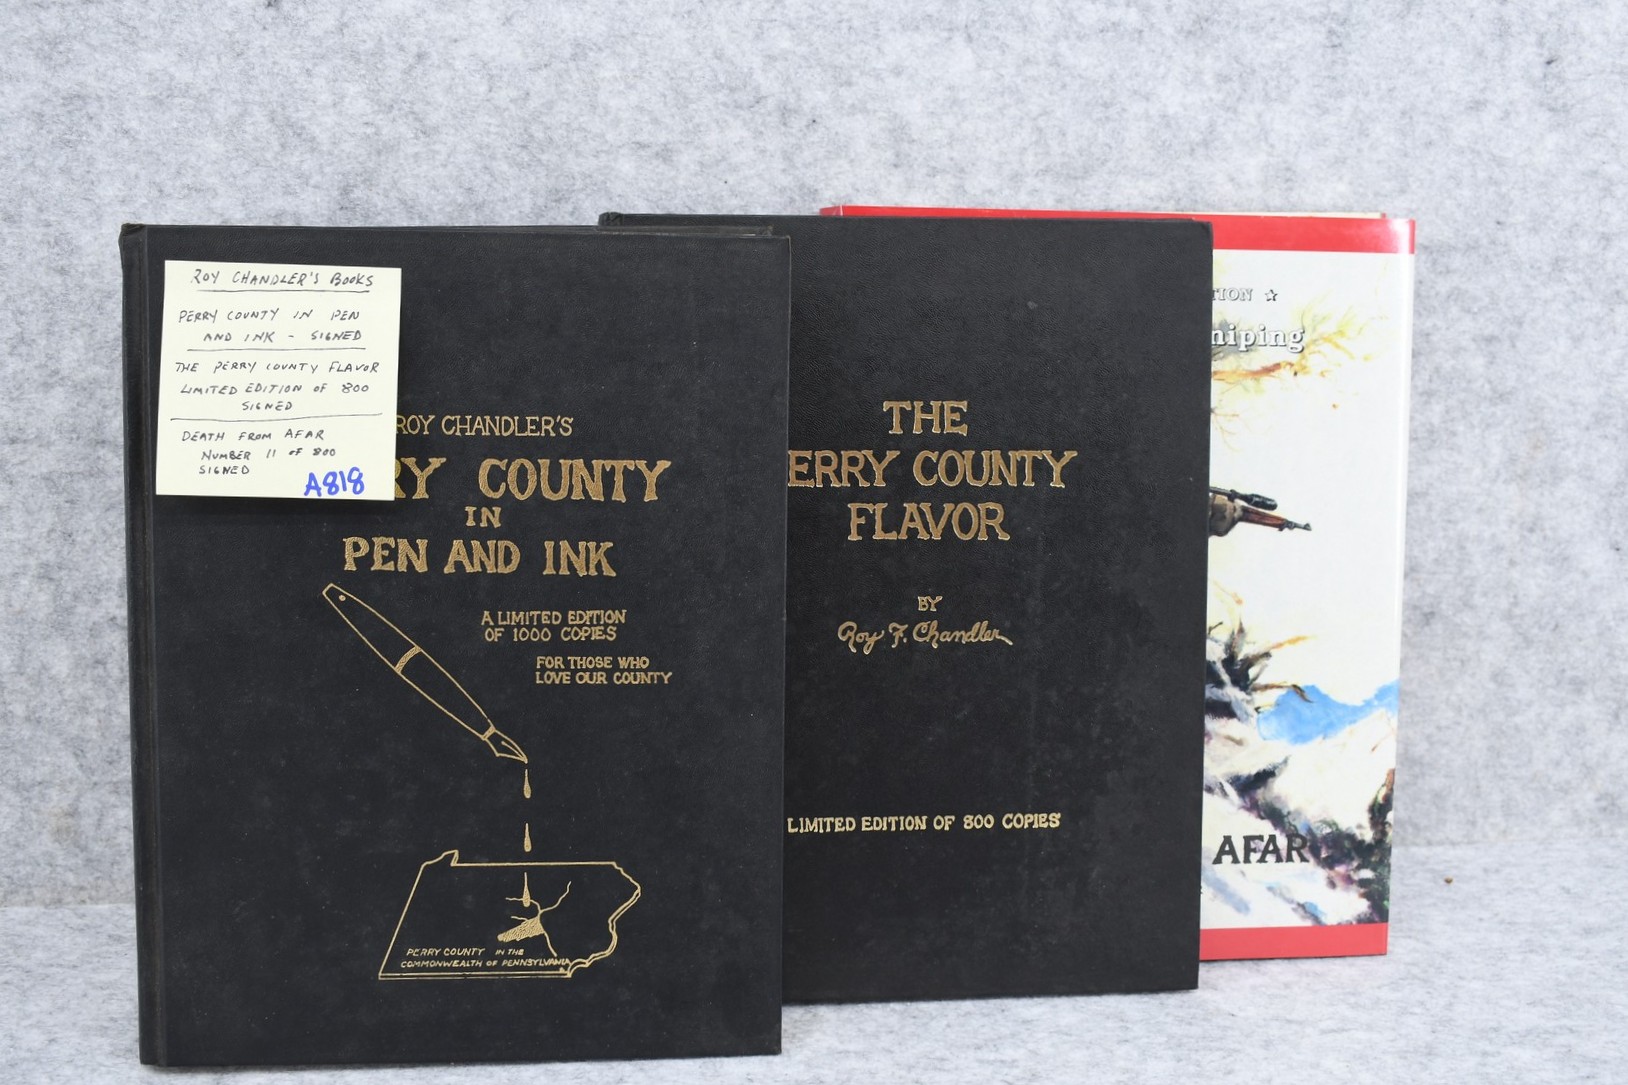 ROY CHANDLER'S BOOKS
PERRY COUNTY IN PEN
AND INK - SIGNED
THE PERRY COUNTY FLAVOR
LIMITED EDITION OF 800
SIGNED
DEATH FROM AFAR
NUMBER 11 OF 800
SIGNED
A818
ROY CHANDLER'S
RY COUNTY
IN
PEN AND INK
A LIMITED EDITION
OF 1000 COPIES
FOR THOSE WHO
LOVE OUR COUNTY
PERRY COUNTY IN THE
COMMONWEALTH OF PENNSYLVANIA
THE
ERRY COUNTY
FLAVOR
BY
Roy F. Chandler
LIMITED EDITION OF 800 COPIES
TION ☆
niping
AFAR